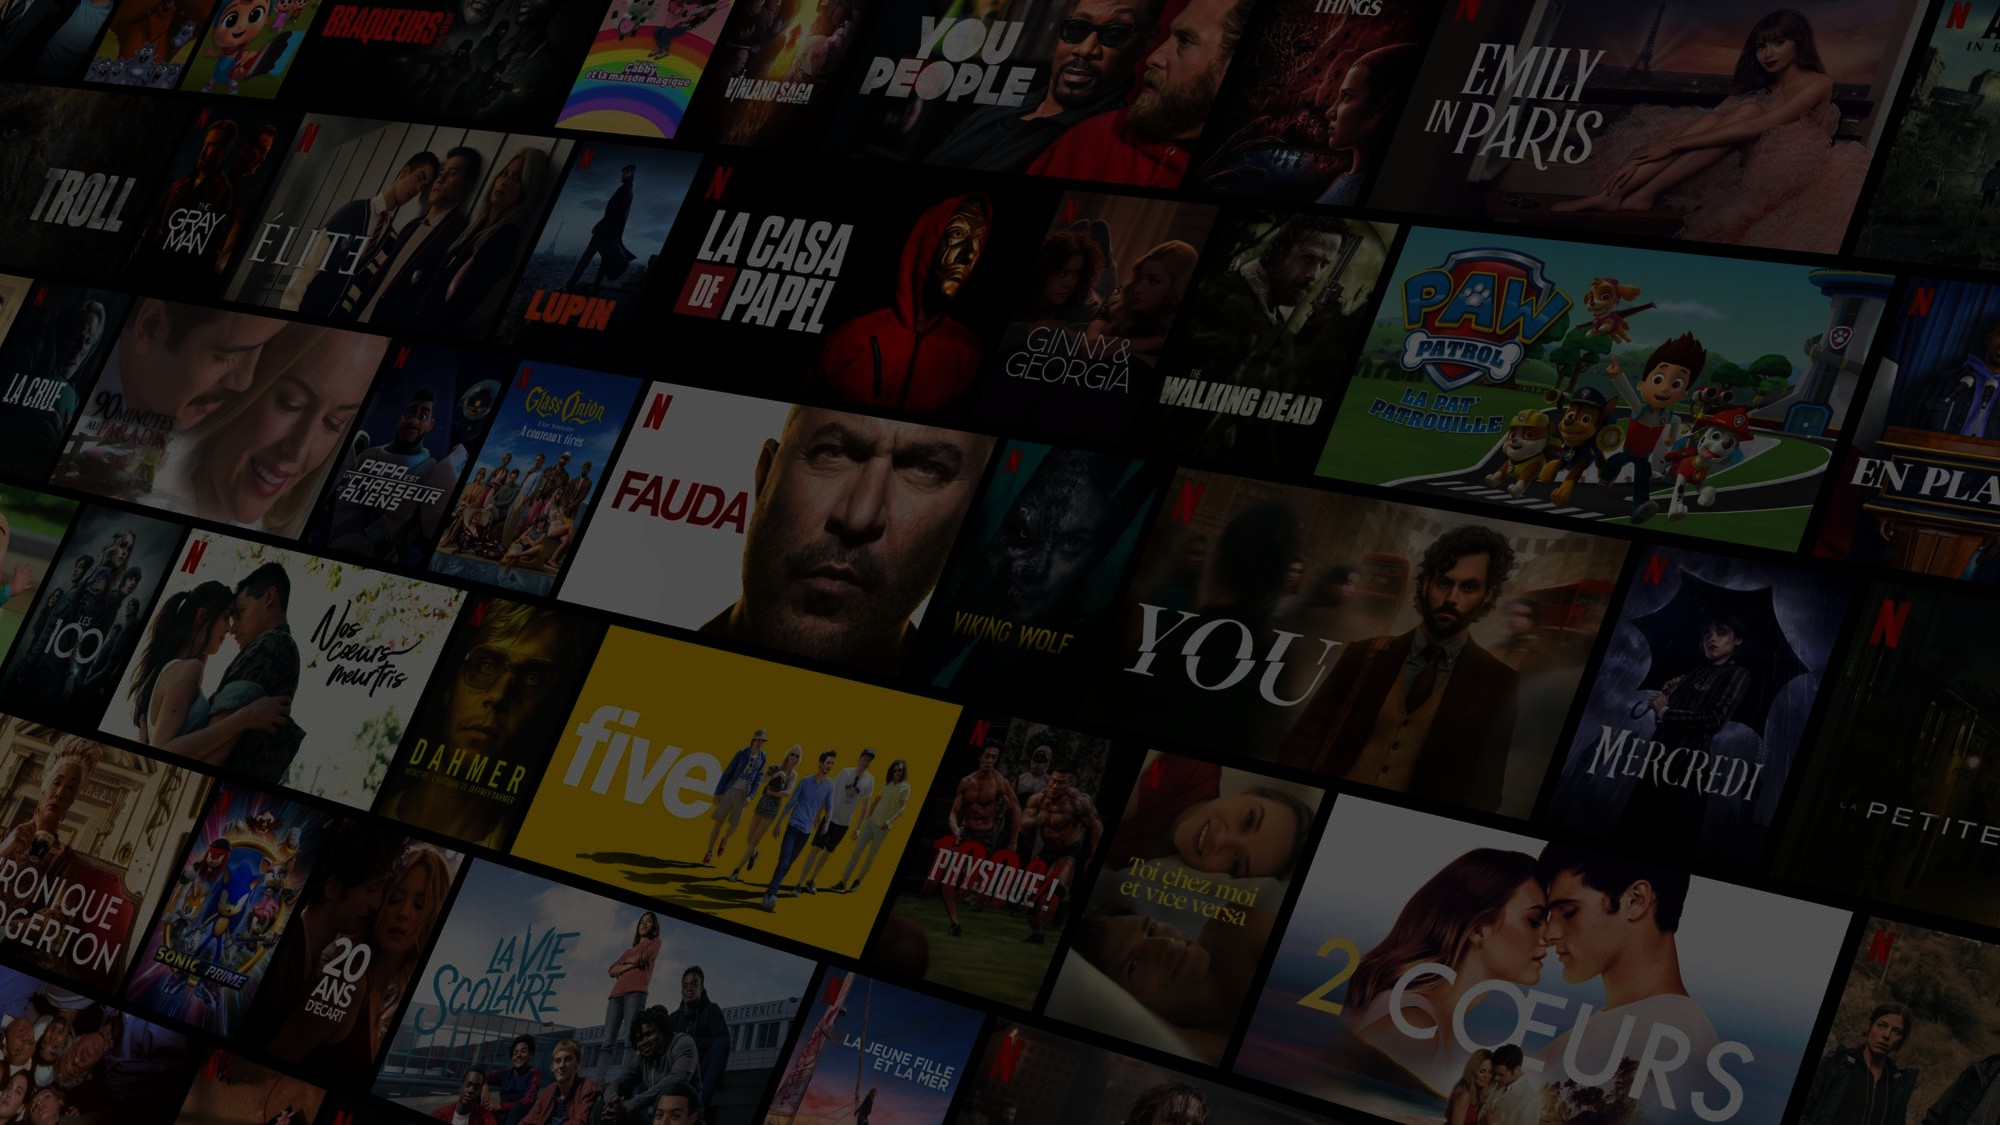 BRAQUEURS
Gabby
et la maison magique
VINLAND SAGA
YOU
PEOPLE
THINGS
EMILY
IN PARIS
TROLL
THE
GRAY
MAN
ÉLITE
LUPIN
LA CASA
DE PAPEL
GINNY &
GEORGIA
THE
WALKING DEAD
PAW
PATROL
LA PAT'
PATROUILLE
EN PLA
LA CRUE
90 MINUTES
AU PARADIS
PAPA EST
CHASSEUR
ALIENS
Glass Onion
À couteaux tirés
FAUDA
VIKING WOLF
YOU
MERCREDI
LA PETITE
LES
100
Nos
cœurs
meurtris
DAHMER
five
PHYSIQUE !
Toi chez moi
et vice versa
2 CŒURS
RONIQUE
DGERTON
SONIC PRIME
20
ANS
D'ÉCART
LA VIE
SCOLAIRE
FRATERNITÉ
LA JEUNE FILLE
ET LA MER